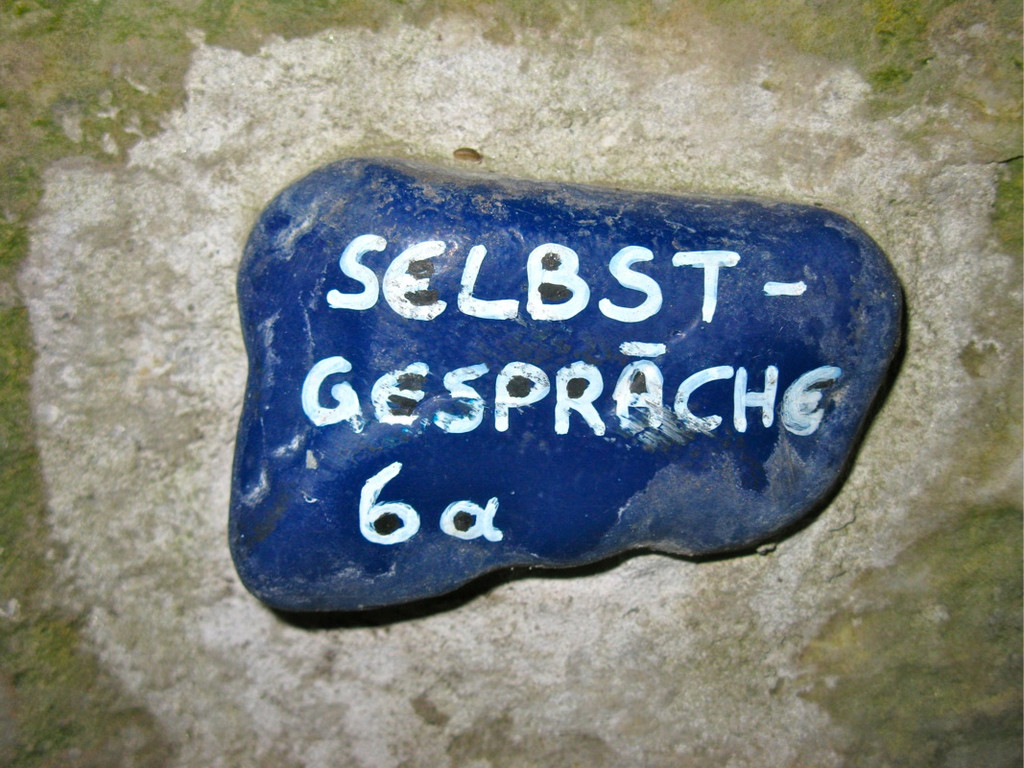 SELBST-
GESPRÄCHE
6a